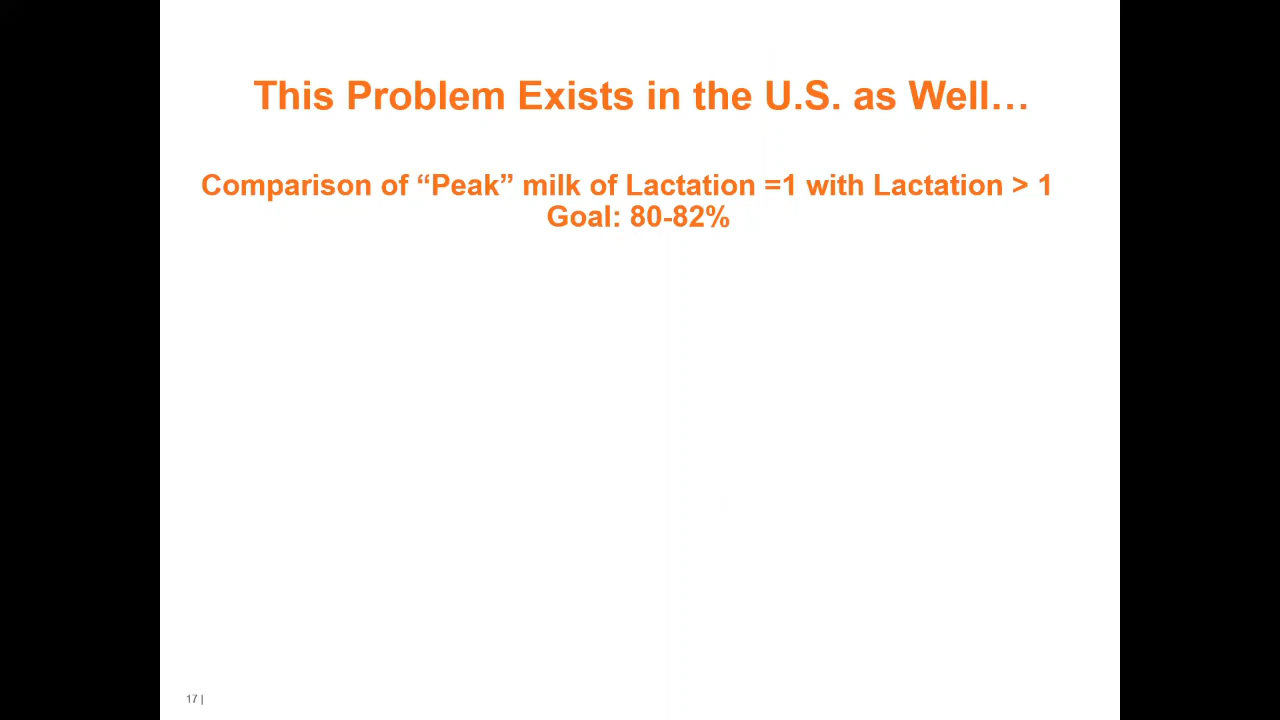 This Problem Exists in the U.S. as Well…
Comparison of “Peak” milk of Lactation =1 with Lactation > 1
Goal: 80-82%
17 |